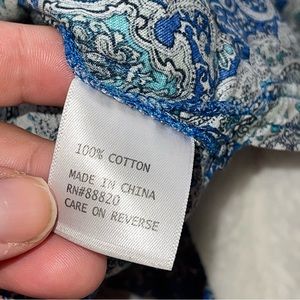 100% COTTON
MADE IN CHINA
RN#88820
CARE ON REVERSE